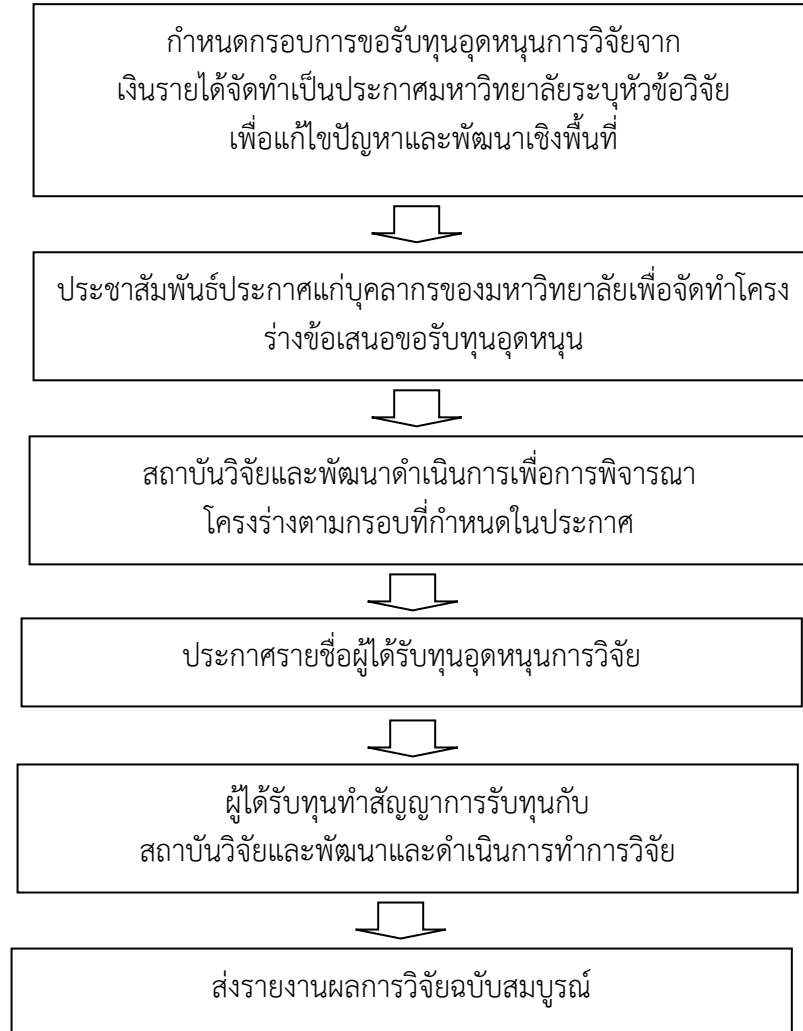 กำหนดกรอบการขอรับทุนอุดหนุนการวิจัยจาก
เงินรายได้จัดทำเป็นประกาศมหาวิทยาลัยระบุหัวข้อวิจัย
เพื่อแก้ไขปัญหาและพัฒนาเชิงพื้นที่
ประชาสัมพันธ์ประกาศแก่บุคลากรของมหาวิทยาลัยเพื่อจัดทำโครง
ร่างข้อเสนอขอรับทุนอุดหนุน
สถาบันวิจัยและพัฒนาดำเนินการเพื่อการพิจารณา
โครงร่างตามกรอบที่กำหนดในประกาศ
ประกาศรายชื่อผู้ได้รับทุนอุดหนุนการวิจัย
ผู้ได้รับทุนทำสัญญาการรับทุนกับ
สถาบันวิจัยและพัฒนาและดำเนินการทำการวิจัย
ส่งรายงานผลการวิจัยฉบับสมบูรณ์